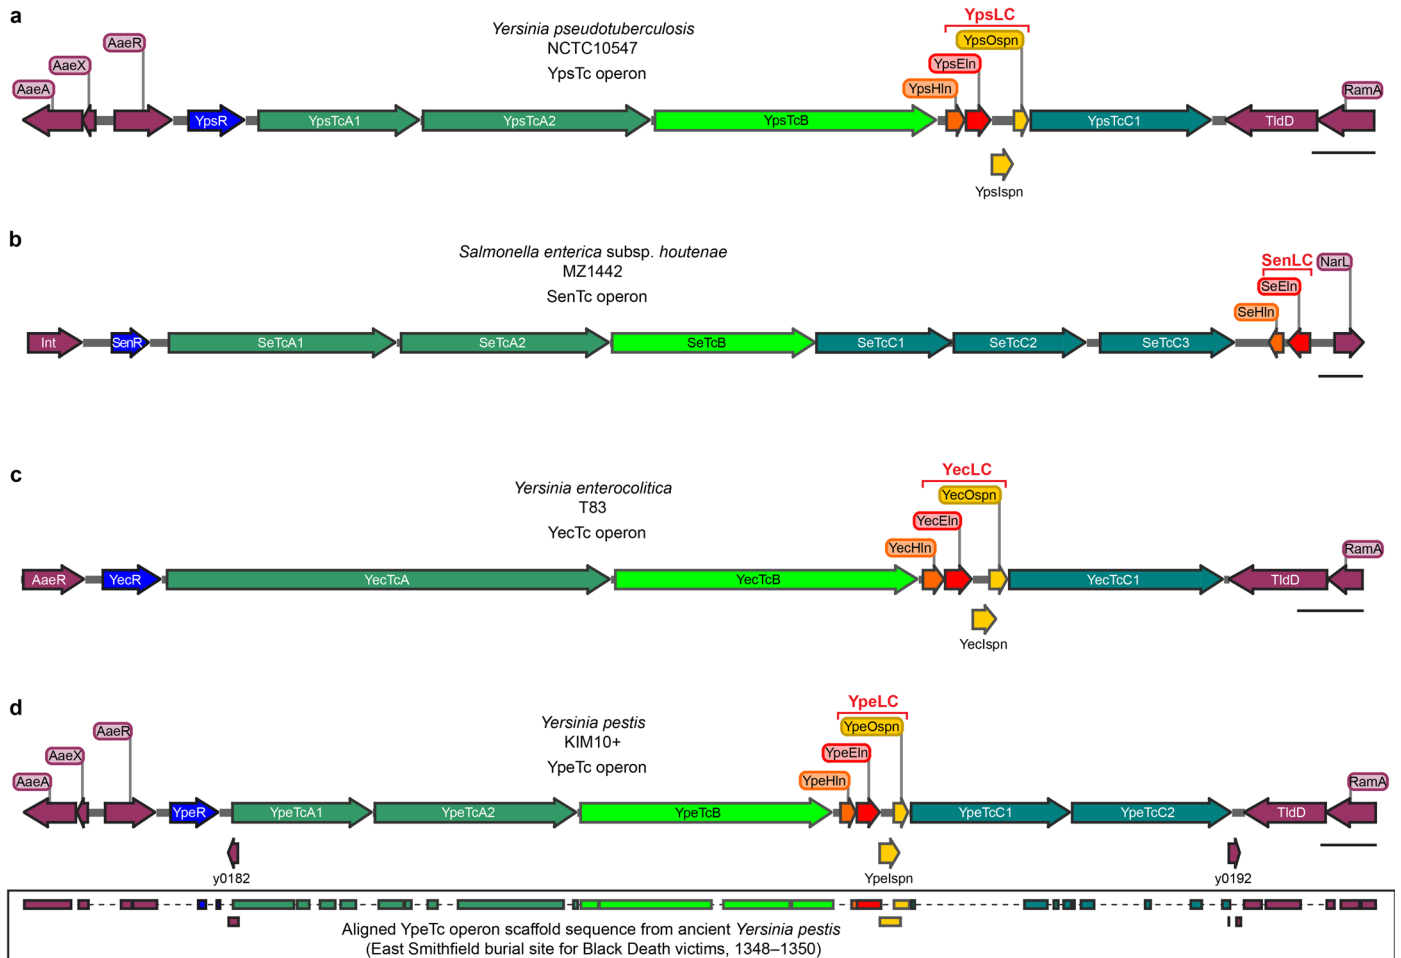 a
Yersinia pseudotuberculosis
NCTC10547
YpsTc operon
YpsLC
YpsOspn
YpsEln
YpsHln
AaeR
AaeX
AaeA
RamA
YpsR
YpsTcA1
YpsTcA2
YpsTcB
YpsTcC1
TldD
YpsIspn
b
Salmonella enterica subsp. houtenae
MZ1442
SenTc operon
SenLC
NarL
SeEln
SeHln
Int
SenR
SeTcA1
SeTcA2
SeTcB
SeTcC1
SeTcC2
SeTcC3
c
Yersinia enterocolitica
T83
YecTc operon
YecLC
YecOspn
YecEln
YecHln
RamA
AaeR
YecR
YecTcA
YecTcB
YecTcC1
TldD
YecIspn
d
Yersinia pestis
KIM10+
YpeTc operon
YpeLC
YpeOspn
YpeEln
YpeHln
AaeR
AaeX
AaeA
RamA
YpeR
YpeTcA1
YpeTcA2
YpeTcB
YpeTcC1
YpeTcC2
TldD
y0182
YpeIspn
y0192
Aligned YpeTc operon scaffold sequence from ancient Yersinia pestis
(East Smithfield burial site for Black Death victims, 1348–1350)